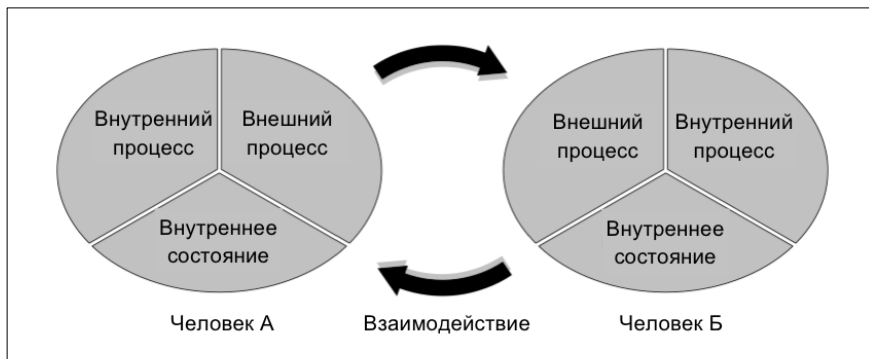 Внутренний
процесс
Внешний
процесс
Внутреннее
состояние
Внешний
процесс
Внутренний
процесс
Внутреннее
состояние
Человек А
Взаимодействие
Человек Б